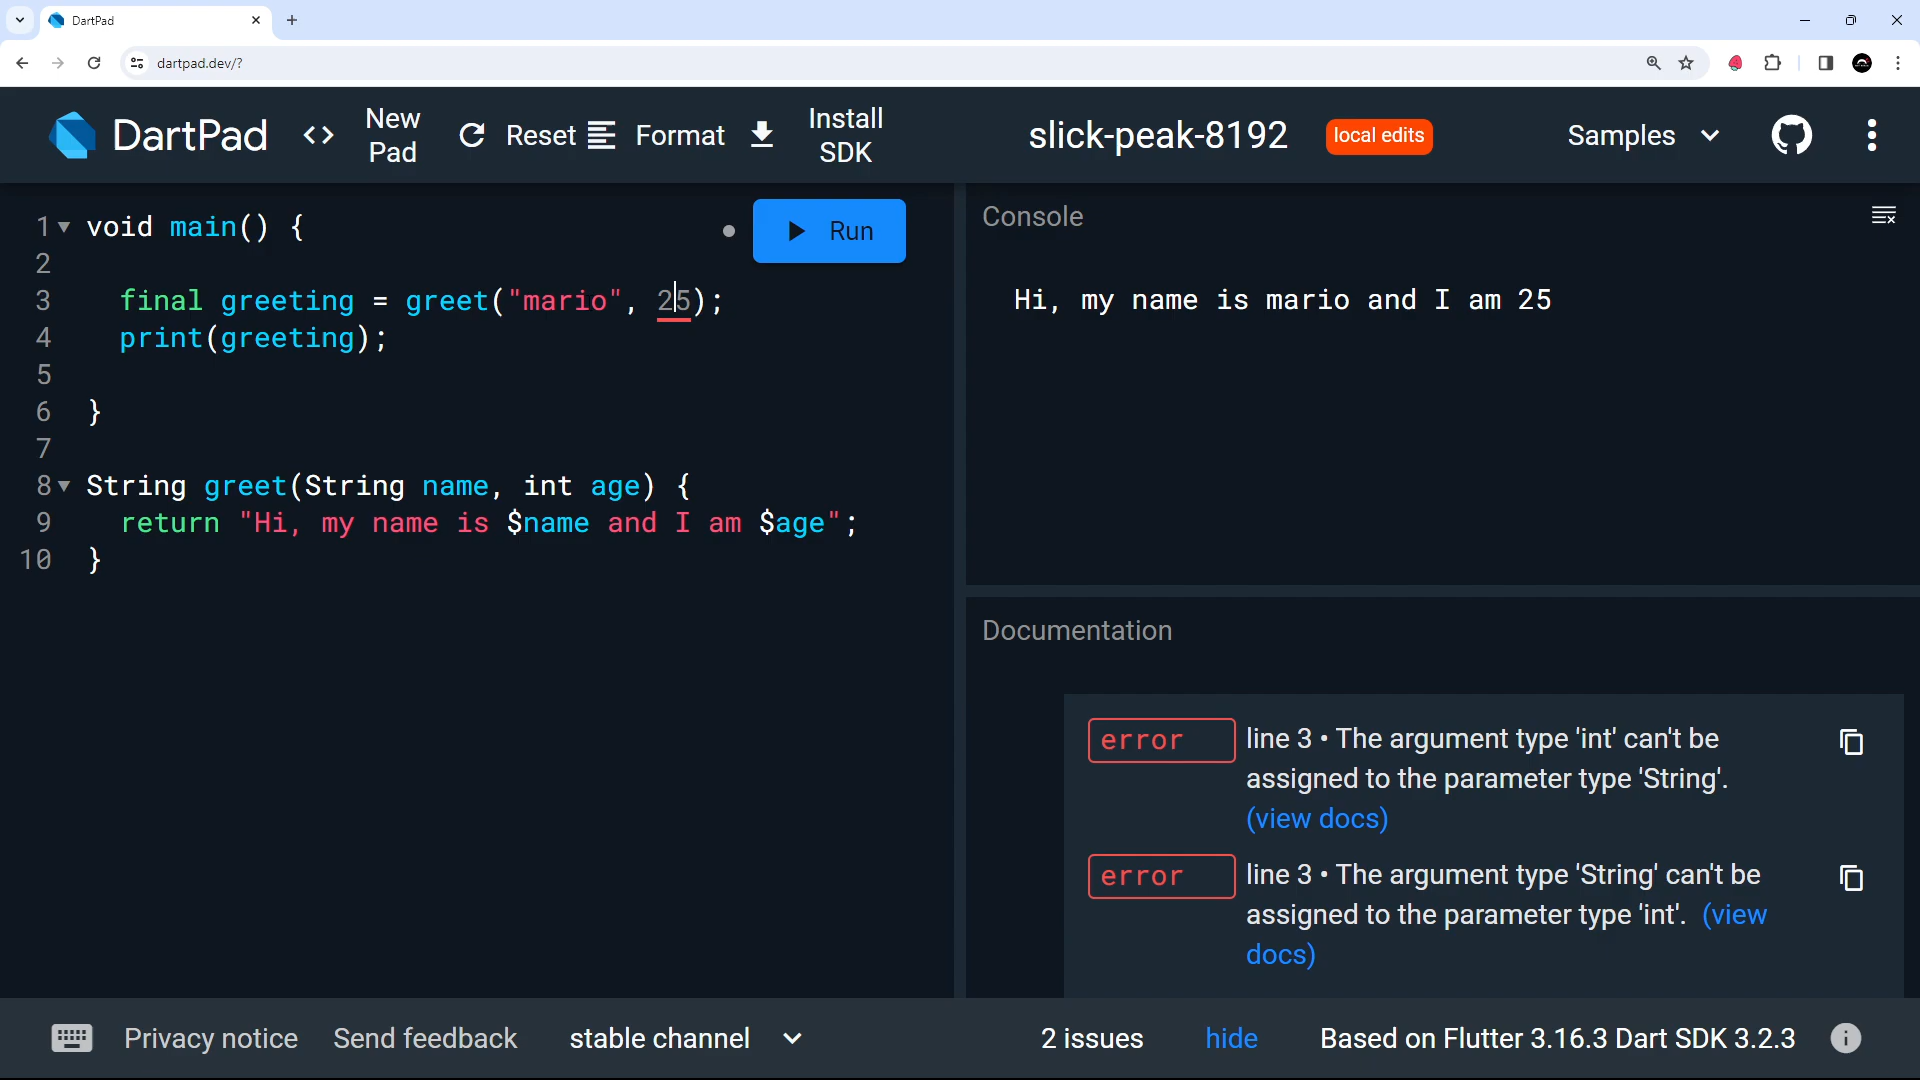 DartPad
dartpad.dev/?
DartPad
<>
New
Pad
Reset
Format
Install
SDK
slick-peak-8192
local edits
Samples
1 void main() {
2
3 final greeting = greet("mario", 25);
4 print(greeting);
5
6 }
7
8 String greet(String name, int age) {
9 return "Hi, my name is $name and I am $age";
10 }
Run
Console
Hi, my name is mario and I am 25
Documentation
error
line 3 • The argument type 'int' can't be
assigned to the parameter type 'String'.
(view docs)
error
line 3 • The argument type 'String' can't be
assigned to the parameter type 'int'. (view
docs)
Privacy notice
Send feedback
stable channel
2 issues
hide
Based on Flutter 3.16.3 Dart SDK 3.2.3